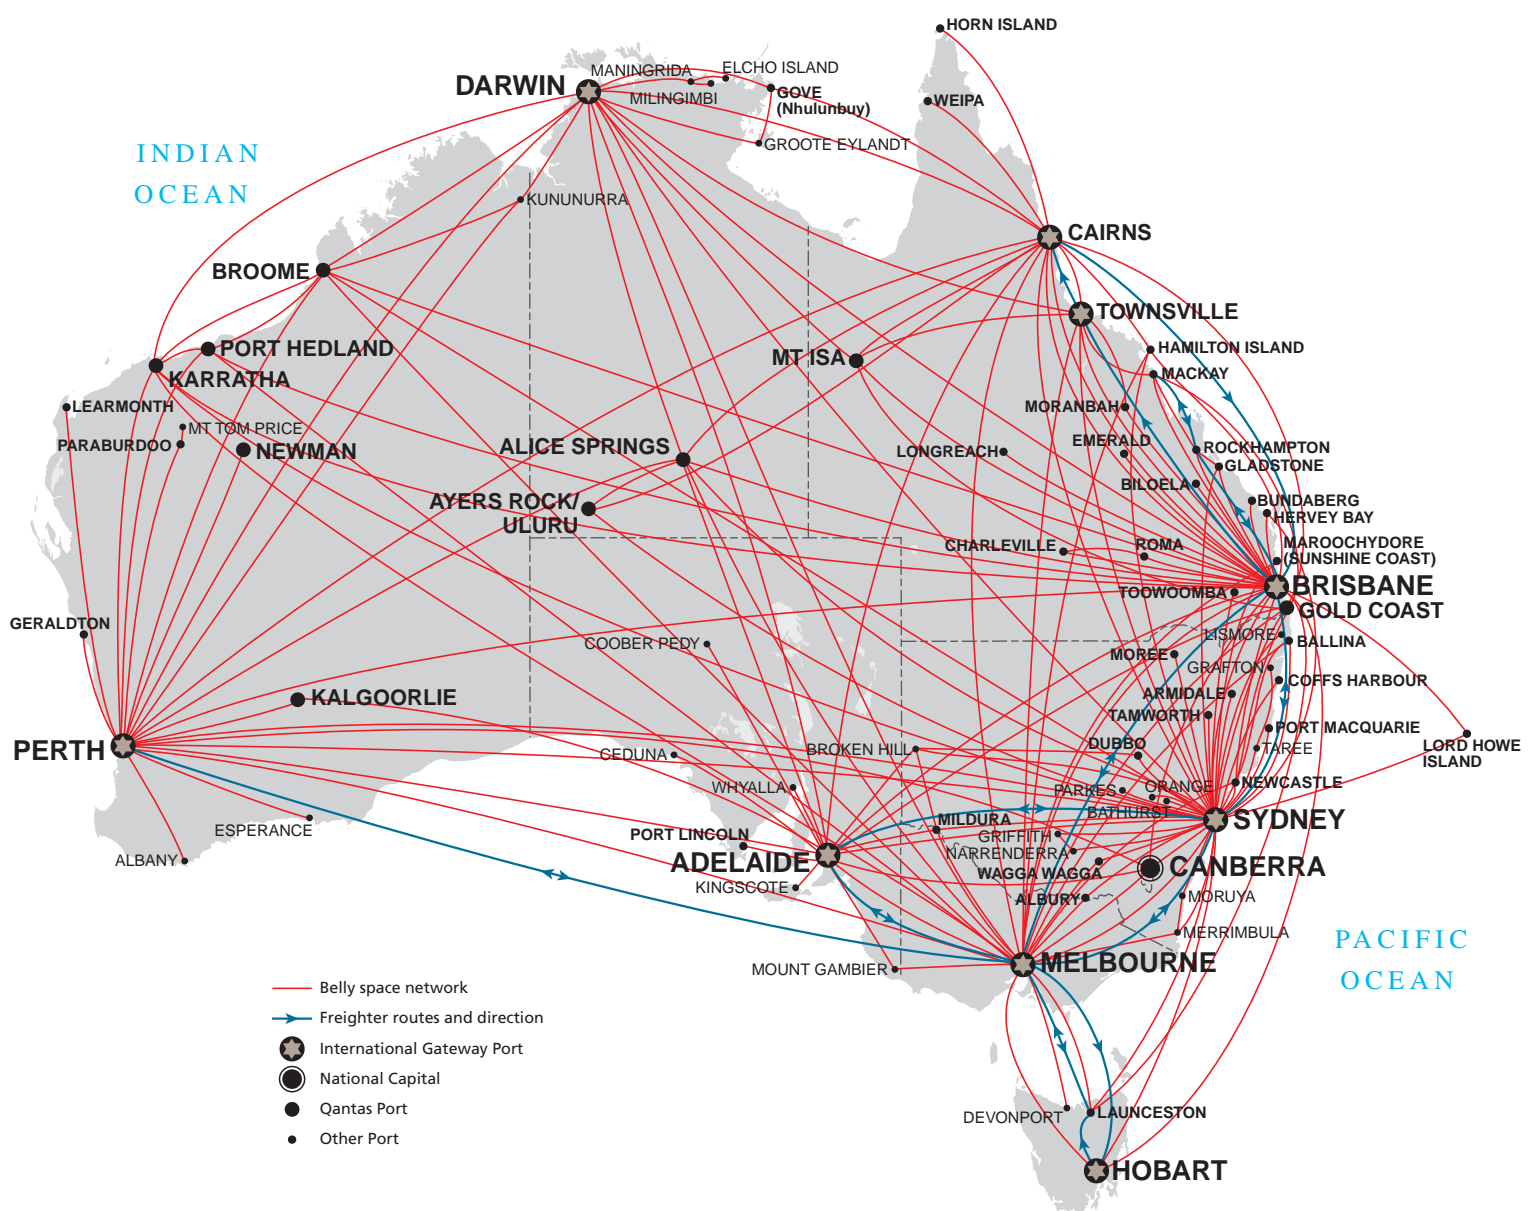 HORN ISLAND
MANINGRIDA
ELCHO ISLAND
DARWIN
MILINGIMBI
GOVE
(Nhulunbuy)
WEIPA
GROOTE EYLANDT
INDIAN
OCEAN
KUNUNURRA
CAIRNS
BROOME
TOWNSVILLE
PORT HEDLAND
HAMILTON ISLAND
MT ISA
KARRATHA
MACKAY
LEARMONTH
MORANBAH
MT TOM PRICE
PARABURDOO
NEWMAN
ALICE SPRINGS
LONGREACH
EMERALD
ROCKHAMPTON
GLADSTONE
BILOELA
AYERS ROCK/
ULURU
BUNDABERG
HERVEY BAY
CHARLEVILLE
ROMA
MAROOCHYDORE
(SUNSHINE COAST)
TOOWOOMBA
BRISBANE
GOLD COAST
GERALDTON
COOBER PEDY
LISMORE
BALLINA
MOREE
GRAFTON
COFFS HARBOUR
KALGOORLIE
ARMIDALE
TAMWORTH
PORT MACQUARIE
PERTH
CEDUNA
BROKEN HILL
DUBBO
TAREE
LORD HOWE
ISLAND
WHYALLA
PARKES
ORANGE
NEWCASTLE
BATHURST
ESPERANCE
PORT LINCOLN
MILDURA
GRIFFITH
SYDNEY
ALBANY
ADELAIDE
NARRENDERRA
WAGGA WAGGA
CANBERRA
KINGSCOTE
ALBURY
MORUYA
MERRIMBULA
PACIFIC
OCEAN
MOUNT GAMBIER
MELBOURNE
Belly space network
Freighter routes and direction
International Gateway Port
National Capital
Qantas Port
Other Port
DEVONPORT
LAUNCESTON
HOBART